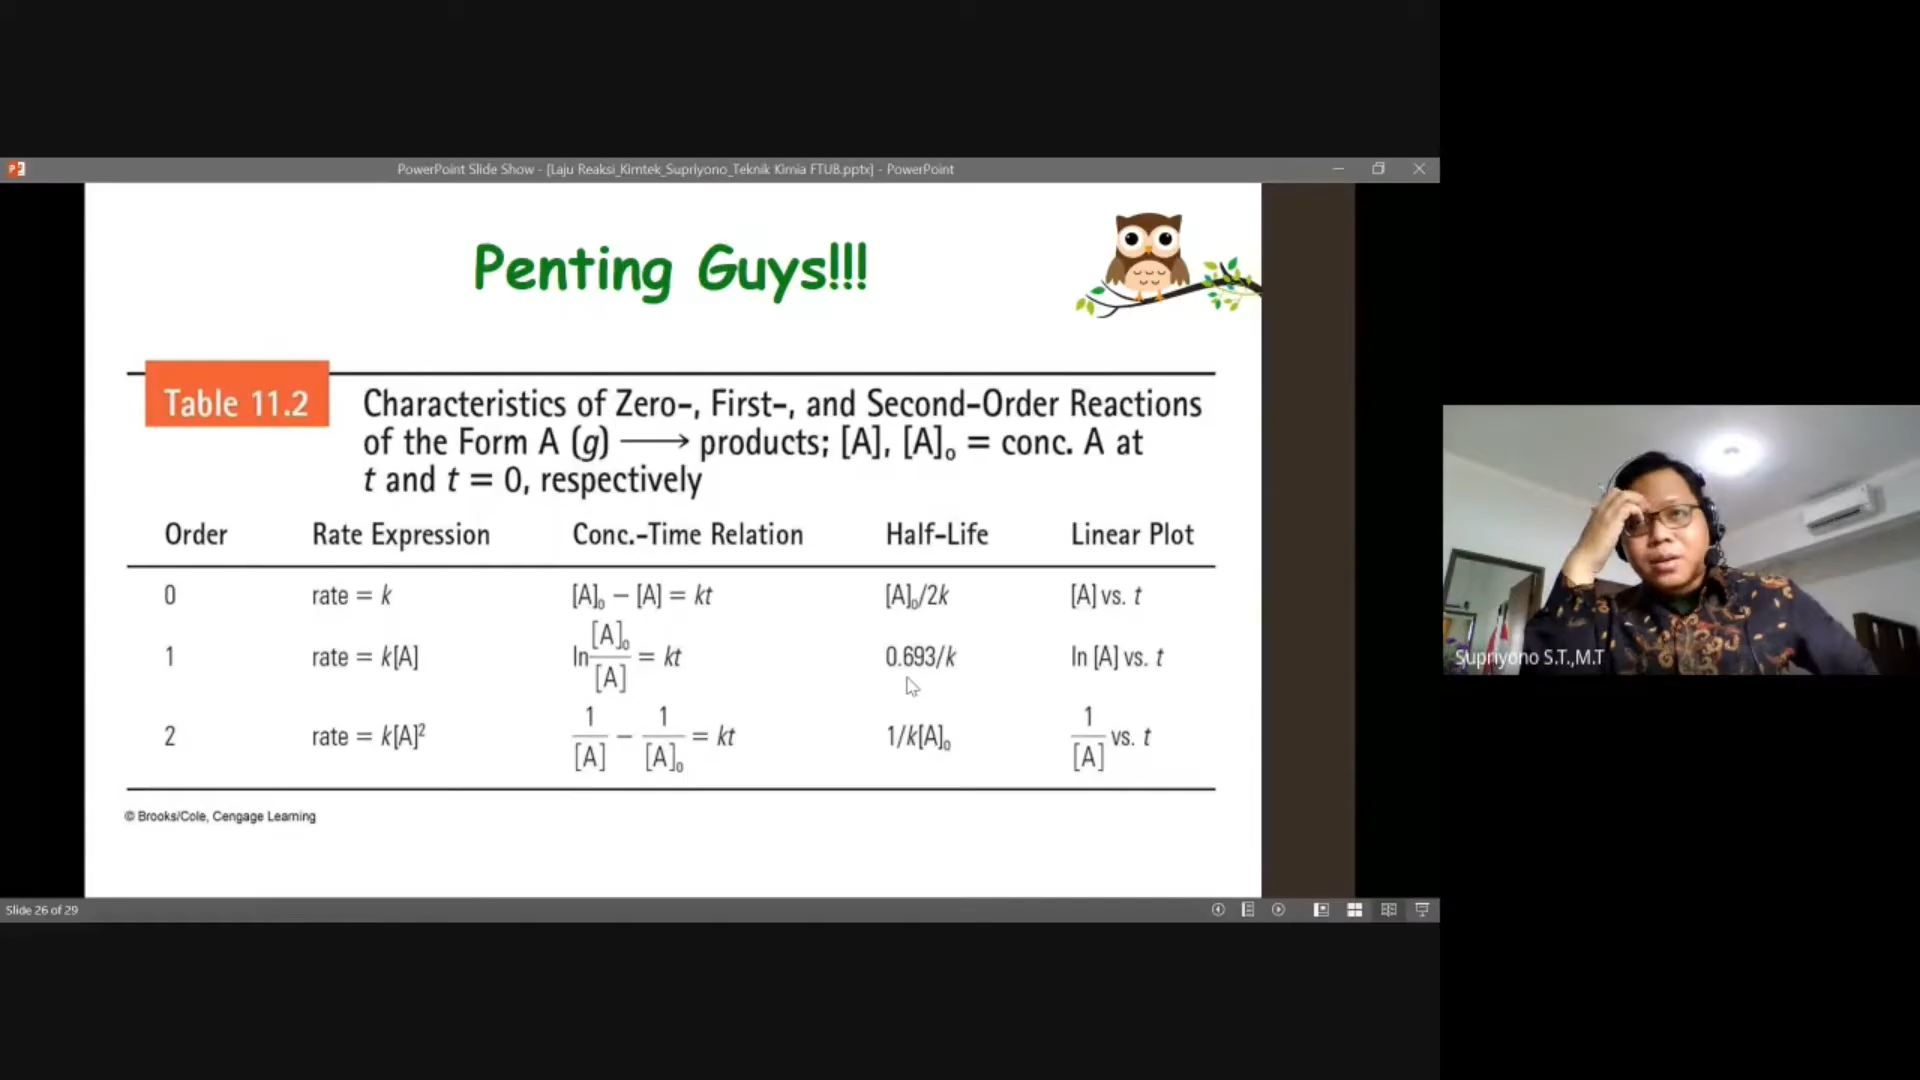 PowerPoint Slide Show - [Laju Reaksi_Kimtek_Supriyono_Teknik Kimia FTUB.pptx] - PowerPoint
Penting Guys!!!
Table 11.2
Characteristics of Zero-, First-, and Second-Order Reactions
of the Form A (g) ⟶ products; [A], [A]₀ = conc. A at
t and t = 0, respectively
Order Rate Expression Conc.-Time Relation Half-Life Linear Plot
0 rate = k [A]₀ − [A] = kt [A]₀/2k [A] vs. t
1 rate = k[A] ln [A]₀/[A] = kt 0.693/k ln [A] vs. t
2 rate = k[A]² 1/[A] − 1/[A]₀ = kt 1/k[A]₀ 1/[A] vs. t
© Brooks/Cole, Cengage Learning
Supriyono S.T.,M.T
Slide 26 of 29